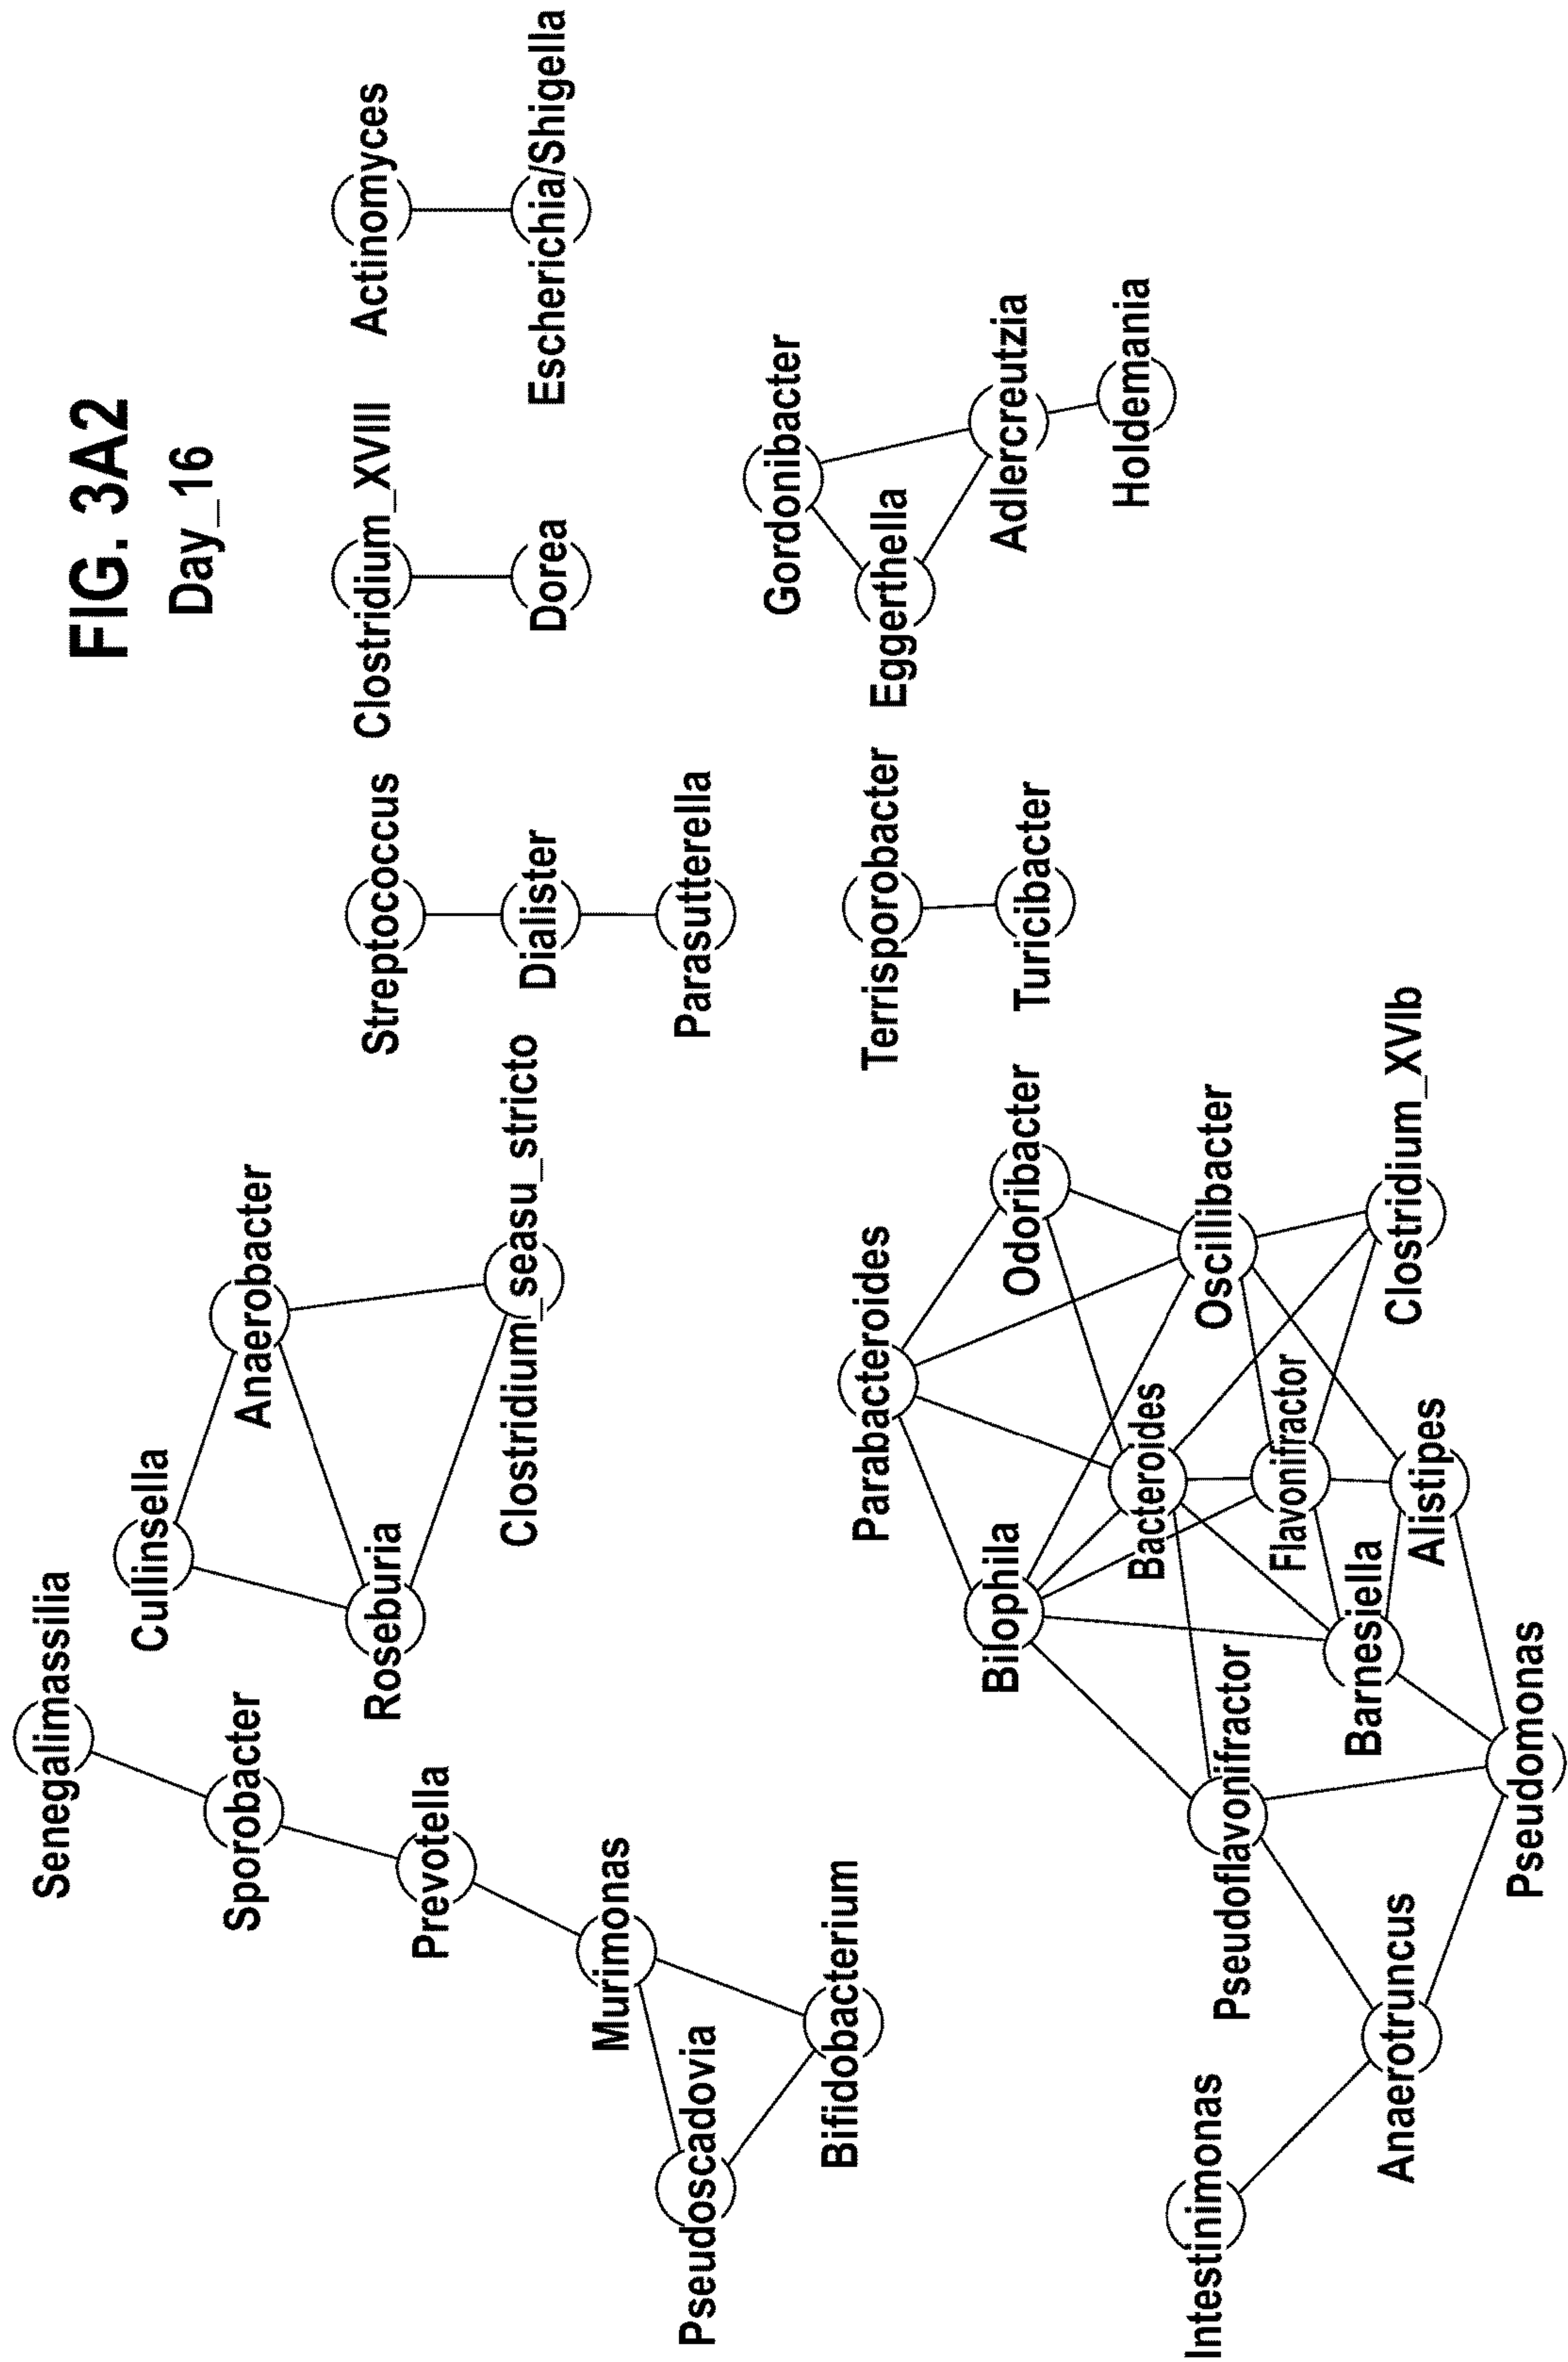 FIG. 3A2
Day_16
Senegalimassilia
Cullinsella
Sporobacter
Anaerobacter
Roseburia
Streptococcus
Clostridium_XVIII
Actinomyces
Prevotella
Clostridium_seasu_stricto
Dialister
Dorea
Escherichia/Shigella
Murimonas
Pseudoscadovia
Parasutterella
Gordonibacter
Bifidobacterium
Parabacteroides
Terrisporobacter
Eggerthella
Bilophila
Odoribacter
Turicibacter
Adlercreutzia
Bacteroides
Holdemania
Intestinimonas
Pseudoflavonifractor
Oscillibacter
Flavonifractor
Barnesiella
Anaerotruncus
Alistipes
Clostridium_XVIb
Pseudomonas